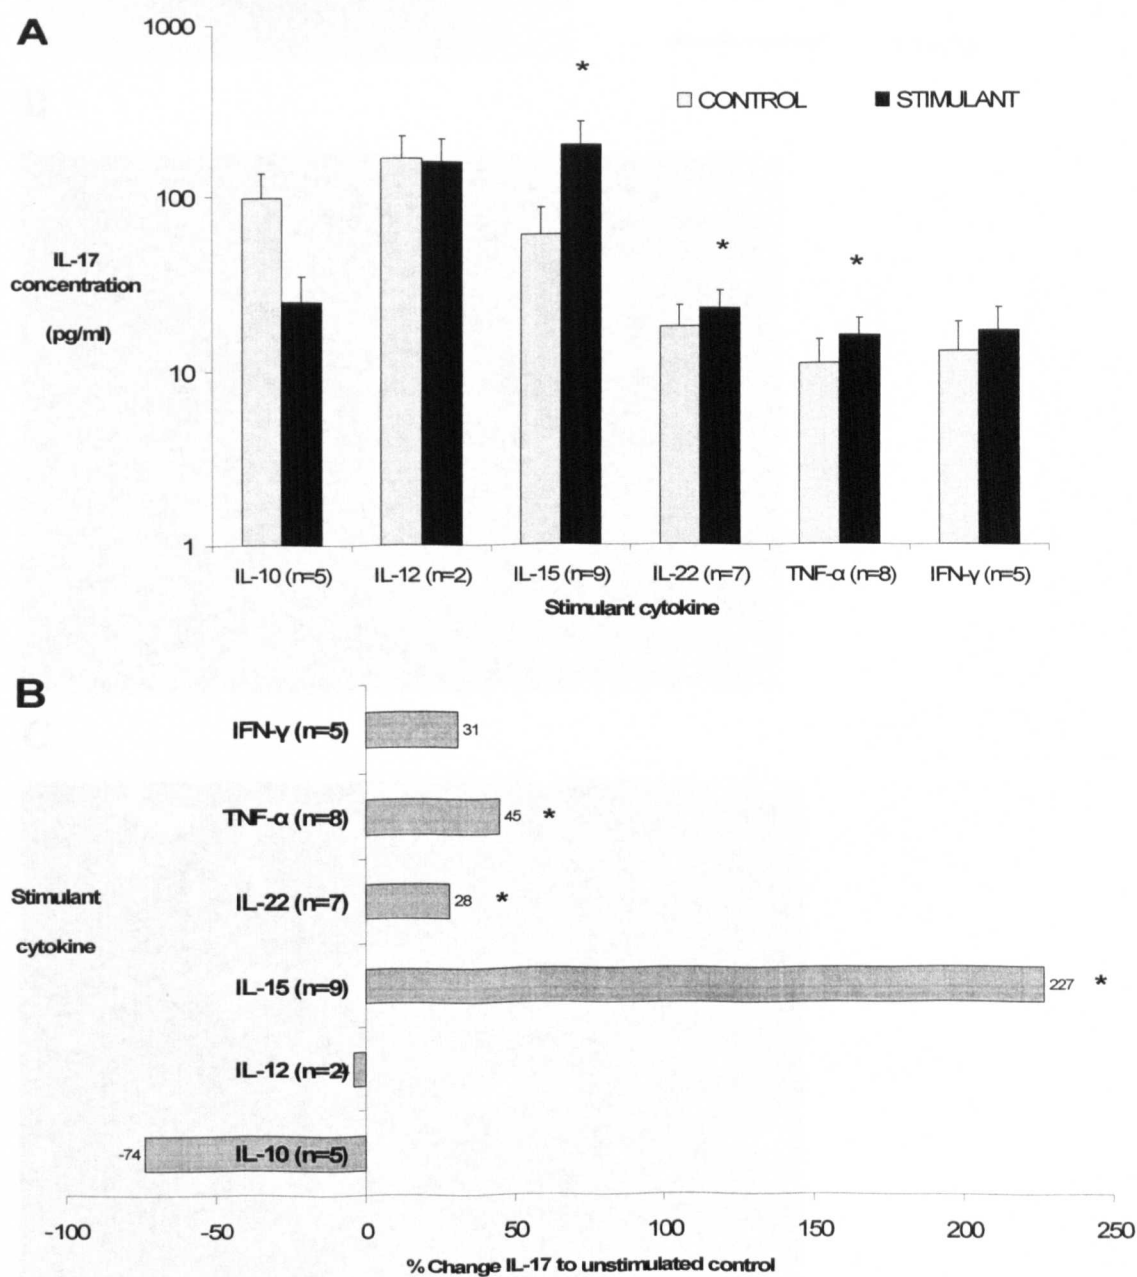 A
1000
*
CONTROL STIMULANT
100
*
*
IL-17
concentration
(pg/ml)
10
1
IL-10 (n=5) IL-12 (n=2) IL-15 (n=9) IL-22 (n=7) TNF-α (n=8) IFN-γ (n=5)
Stimulant cytokine
B
IFN-γ (n=5) 31
TNF-α (n=8) 45 *
Stimulant
IL-22 (n=7) 28 *
cytokine
IL-15 (n=9) 227 *
IL-12 (n=2)
-74 IL-10 (n=5)
-100 -50 0 50 100 150 200 250
% Change IL-17 to unstimulated control